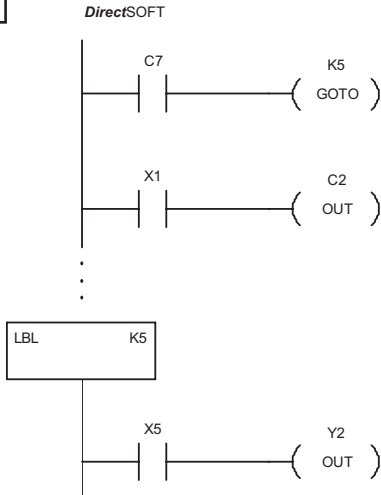 DirectSOFT
C7 K5
GOTO
X1 C2
OUT
LBL K5
X5 Y2
OUT